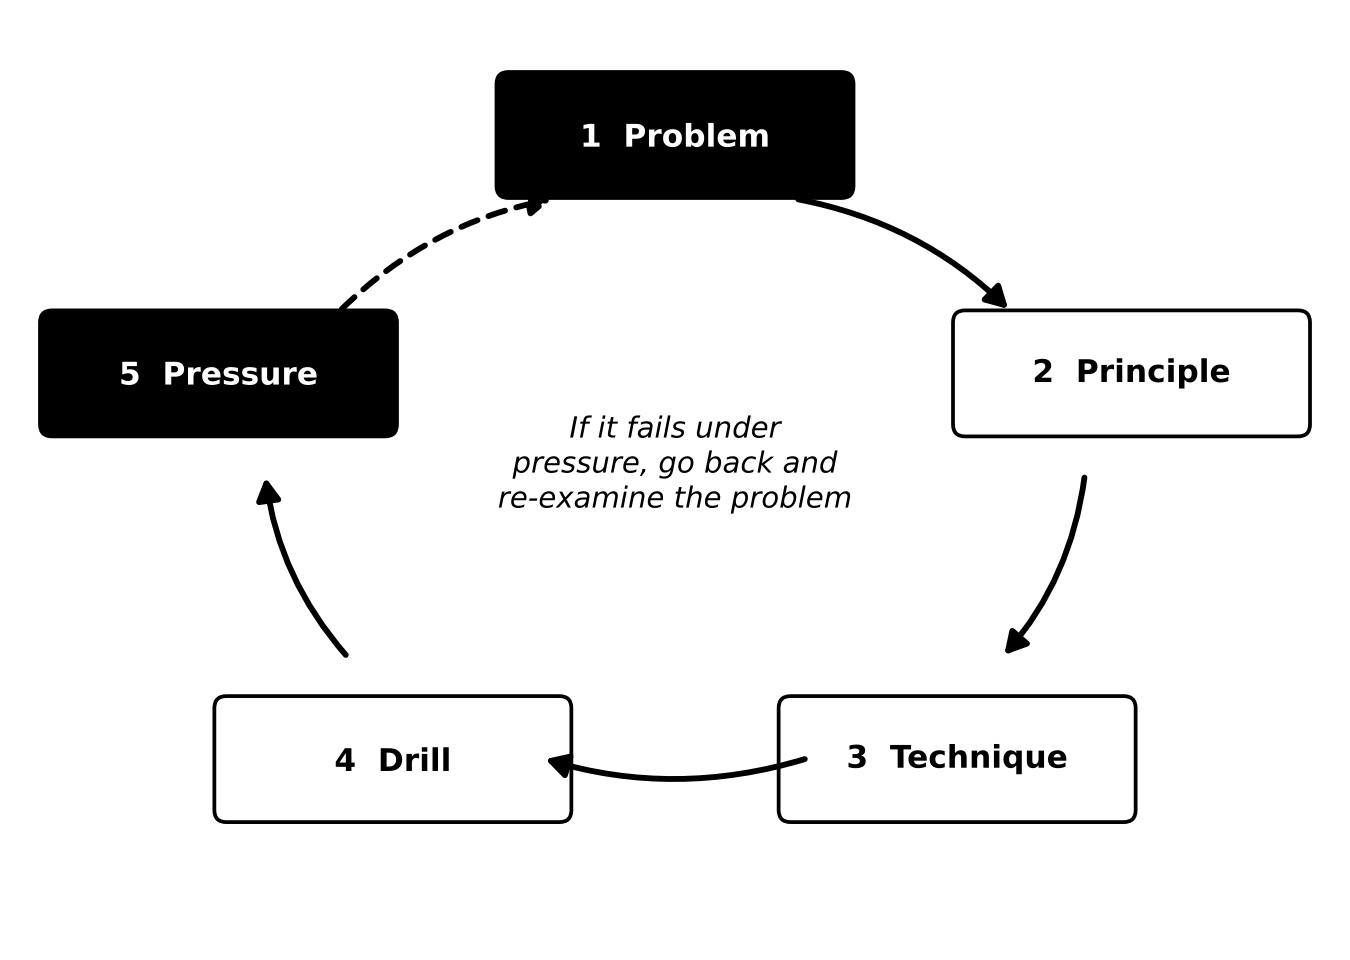 1 Problem
5 Pressure
2 Principle
If it fails under
pressure, go back and
re-examine the problem
4 Drill
3 Technique